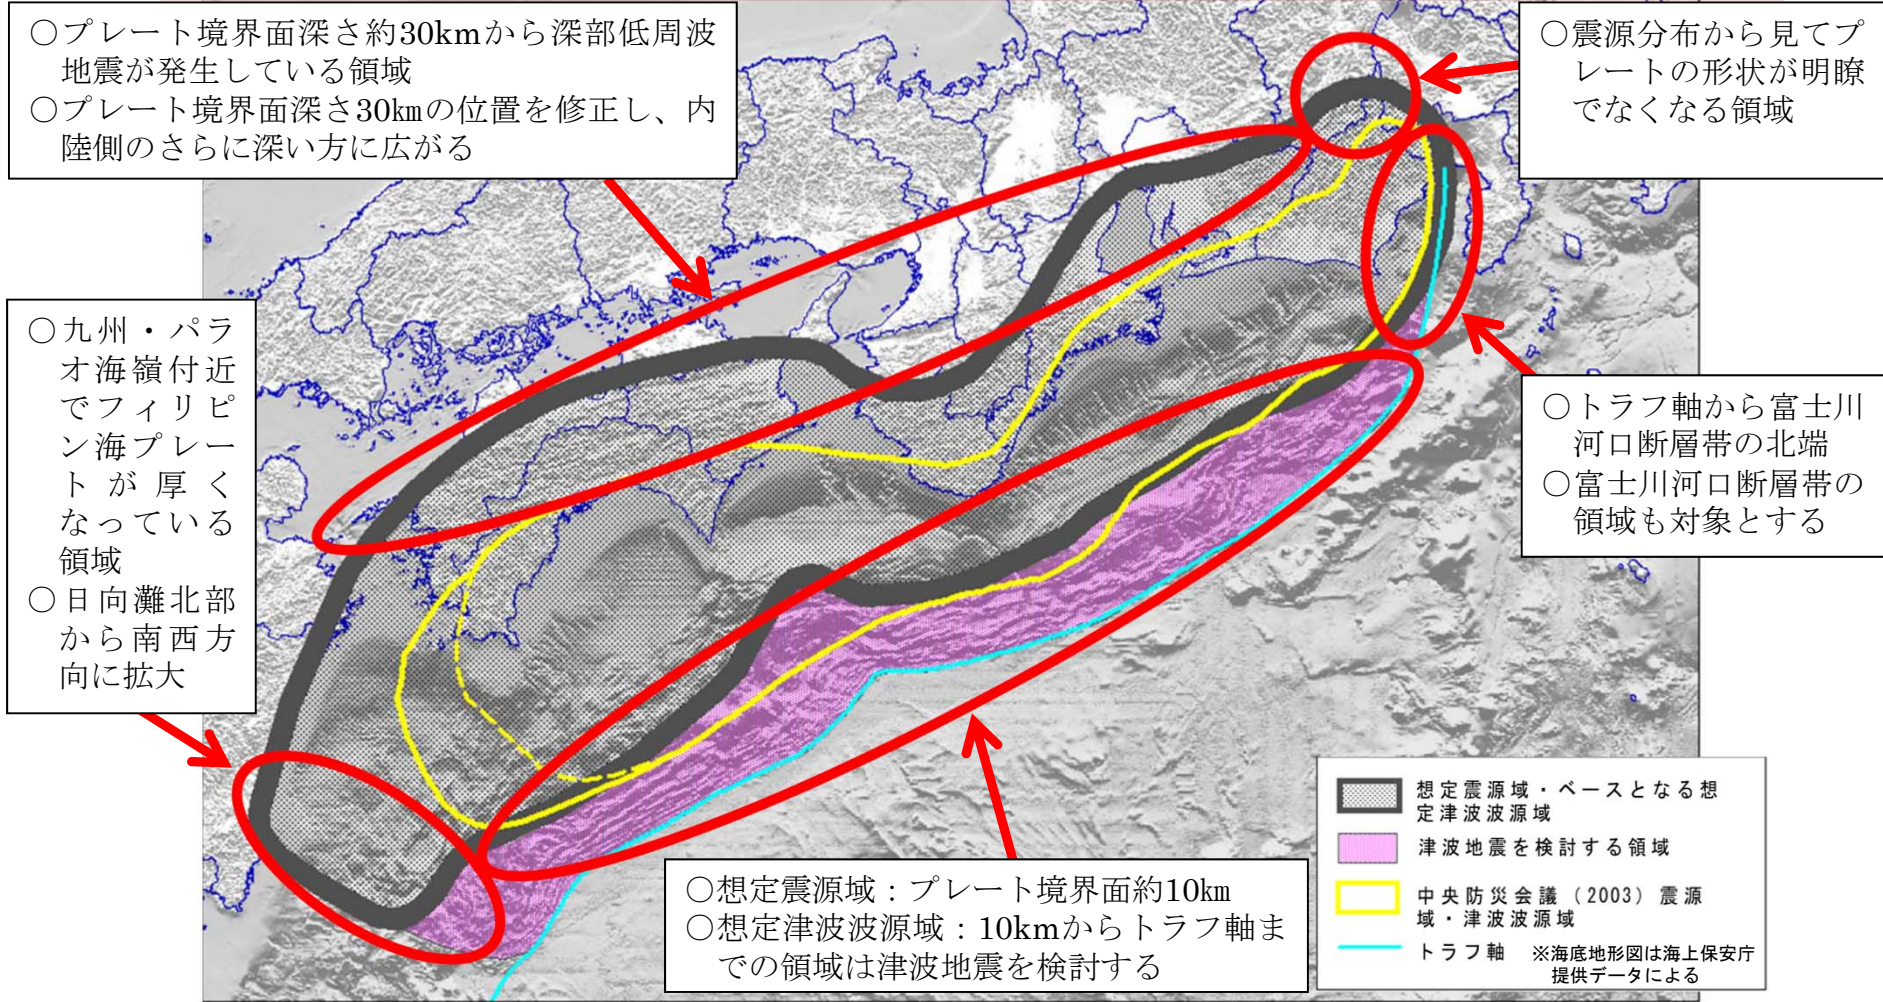 ○プレート境界面深さ約30kmから深部低周波
地震が発生している領域
○プレート境界面深さ30㎞の位置を修正し、内
陸側のさらに深い方に広がる
○震源分布から見てプ
レートの形状が明瞭
でなくなる領域
○九州・パラ
オ海嶺付近
でフィリピ
ン海プレー
トが厚く
なっている
領域
○日向灘北部
から南西方
向に拡大
○トラフ軸から富士川
河口断層帯の北端
○富士川河口断層帯の
領域も対象とする
○想定震源域：プレート境界面約10㎞
○想定津波波源域：10kmからトラフ軸ま
での領域は津波地震を検討する
想定震源域・ベースとなる想
定津波波源域
津波地震を検討する領域
中央防災会議（2003）震源
域・津波波源域
トラフ軸 ※海底地形図は海上保安庁
提供データによる